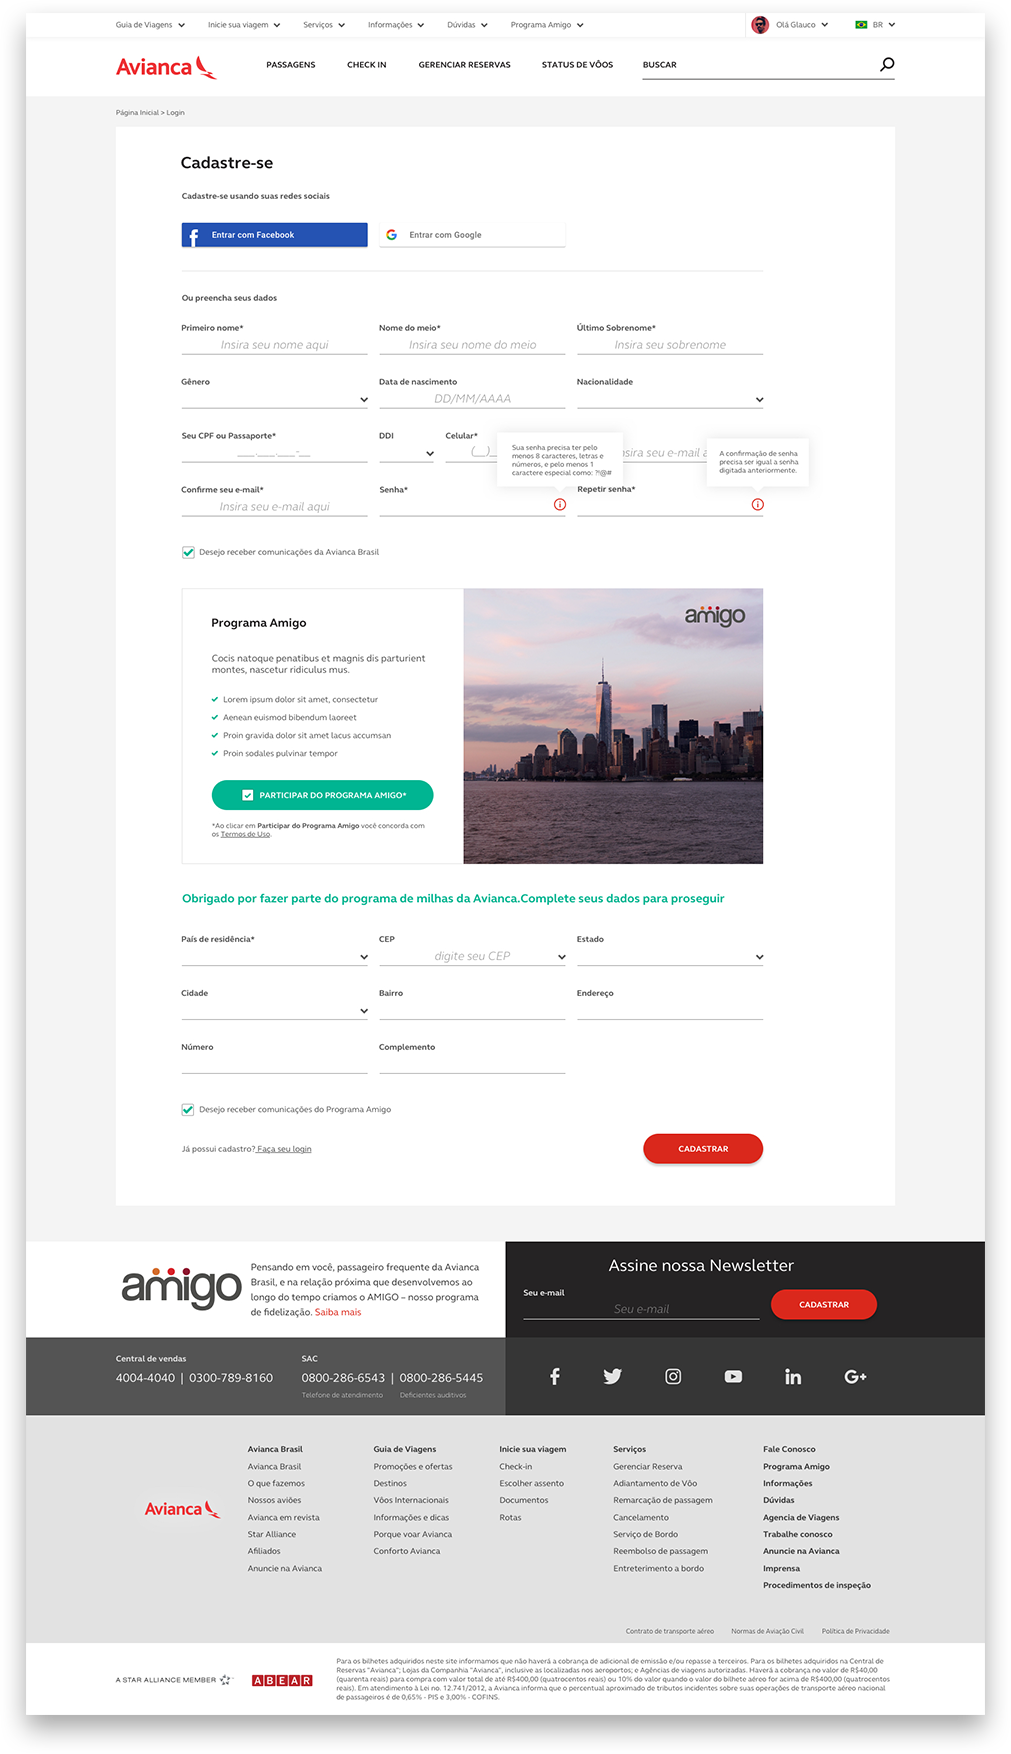 Guia de Viagens
Inicie sua viagem
Serviços
Informações
Dúvidas
Programa Amigo
Olá Glauco
BR
Avianca
PASSAGENS
CHECK IN
GERENCIAR RESERVAS
STATUS DE VÔOS
BUSCAR
Página Inicial > Login
Cadastre-se
Cadastre-se usando suas redes sociais
Entrar com Facebook
Entrar com Google
Ou preencha seus dados
Primeiro nome*
Insira seu nome aqui
Nome do meio*
Insira seu nome do meio
Último Sobrenome*
Insira seu sobrenome
Gênero
Data de nascimento
DD/MM/AAAA
Nacionalidade
Seu CPF ou Passaporte*
___.___.___-__
DDI
Celular*
(__)_
Sua senha precisa ter pelo
menos 8 caracteres, letras e
números, e pelo menos 1
caractere especial como: ?!@#
sira seu e-mail a
A confirmação de senha
precisa ser igual a senha
digitada anteriormente.
Confirme seu e-mail*
Insira seu e-mail aqui
Senha*
Repetir senha*
Desejo receber comunicações da Avianca Brasil
Programa Amigo
Cocis natoque penatibus et magnis dis parturient
montes, nascetur ridiculus mus.
Lorem ipsum dolor sit amet, consectetur
Aenean euismod bibendum laoreet
Proin gravida dolor sit amet lacus accumsan
Proin sodales pulvinar tempor
PARTICIPAR DO PROGRAMA AMIGO*
*Ao clicar em Participar do Programa Amigo você concorda com
os Termos de Uso.
amigo
Obrigado por fazer parte do programa de milhas da Avianca.Complete seus dados para proseguir
País de residência*
CEP
digite seu CEP
Estado
Cidade
Bairro
Endereço
Número
Complemento
Desejo receber comunicações do Programa Amigo
Já possui cadastro? Faça seu login
CADASTRAR
amigo
Pensando em você, passageiro frequente da Avianca
Brasil, e na relação próxima que desenvolvemos ao
longo do tempo criamos o AMIGO – nosso programa
de fidelização. Saiba mais
Assine nossa Newsletter
Seu e-mail
Seu e-mail
CADASTRAR
Central de vendas
4004-4040 | 0300-789-8160
SAC
0800-286-6543 | 0800-286-5445
Telefone de atendimento
Deficientes auditivos
Avianca
Avianca Brasil
Avianca Brasil
O que fazemos
Nossos aviões
Avianca em revista
Star Alliance
Afiliados
Anuncie na Avianca
Guia de Viagens
Promoções e ofertas
Destinos
Vôos Internacionais
Informações e dicas
Porque voar Avianca
Conforto Avianca
Inicie sua viagem
Check-in
Escolher assento
Documentos
Rotas
Serviços
Gerenciar Reserva
Adiantamento de Vôo
Remarcação de passagem
Cancelamento
Serviço de Bordo
Reembolso de passagem
Entreterimento a bordo
Fale Conosco
Programa Amigo
Informações
Dúvidas
Agencia de Viagens
Trabalhe conosco
Anuncie na Avianca
Imprensa
Procedimentos de inspeção
Contrato de transporte aéreo
Normas de Aviação Civil
Política de Privacidade
A STAR ALLIANCE MEMBER
ABEAR
Para os bilhetes adquiridos neste site informamos que não haverá a cobrança de adicional de emissão e/ou repasse a terceiros. Para os bilhetes adquiridos na Central de
Reservas "Avianca"; Lojas da Companhia "Avianca", inclusive as localizadas nos aeroportos; e Agências de viagens autorizadas. Haverá a cobrança no valor de R$40,00
(quarenta reais) para compra com valor total de até R$400,00 (quatrocentos reais) ou 10% do valor quando o valor do bilhete aéreo for acima de R$400,00 (quatrocentos
reais). Em atendimento à Lei no. 12.741/2012, a Avianca informa que o percentual aproximado de tributos incidentes sobre suas operações de transporte aéreo nacional
de passageiros é de 0,65% - PIS e 3,00% - COFINS.